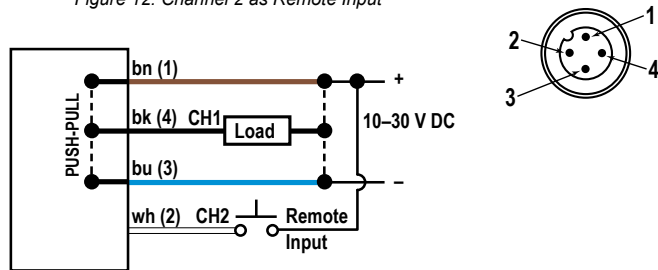 Figure 12. Channel 2 as Remote Input
bn (1)
+
bk (4) CH1 Load
10–30 V DC
PUSH-PULL
bu (3)
–
wh (2) CH2 Remote
Input
1
2
4
3